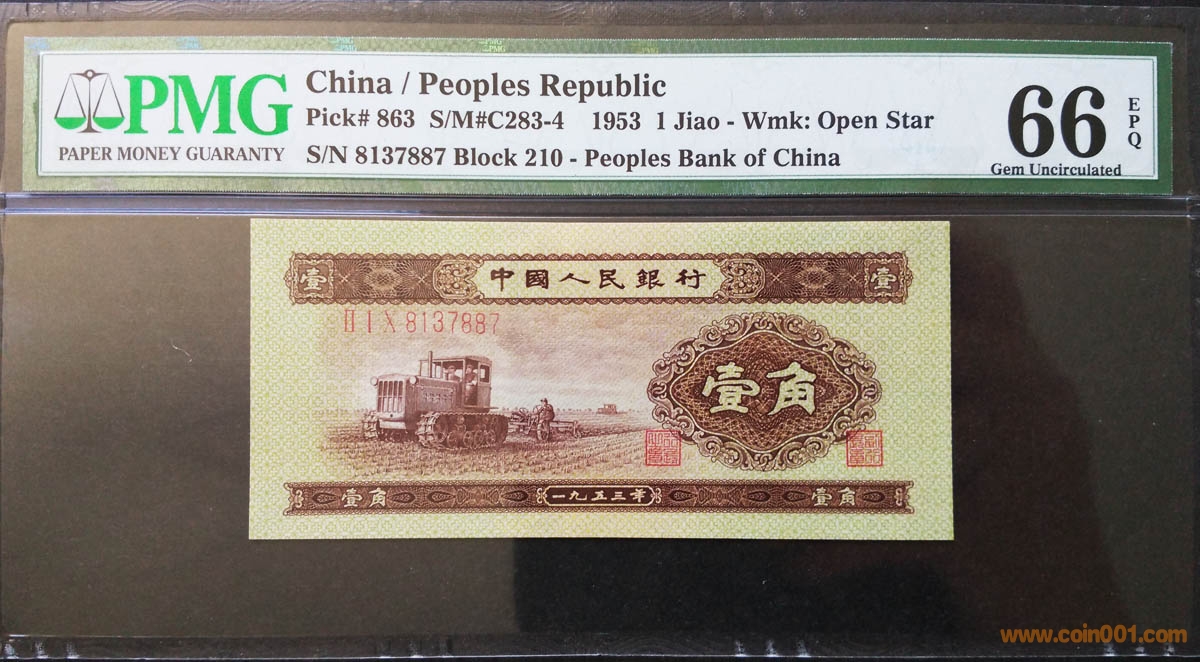 PMG
PAPER MONEY GUARANTY
China / Peoples Republic
Pick# 863 S/M#C283-4 1953 1 Jiao - Wmk: Open Star
S/N 8137887 Block 210 - Peoples Bank of China
66
EPQ
Gem Uncirculated
壹 中國人民銀行 壹
II I X 8137887
壹角
壹角 一九五三年 壹角
www.coin001.com